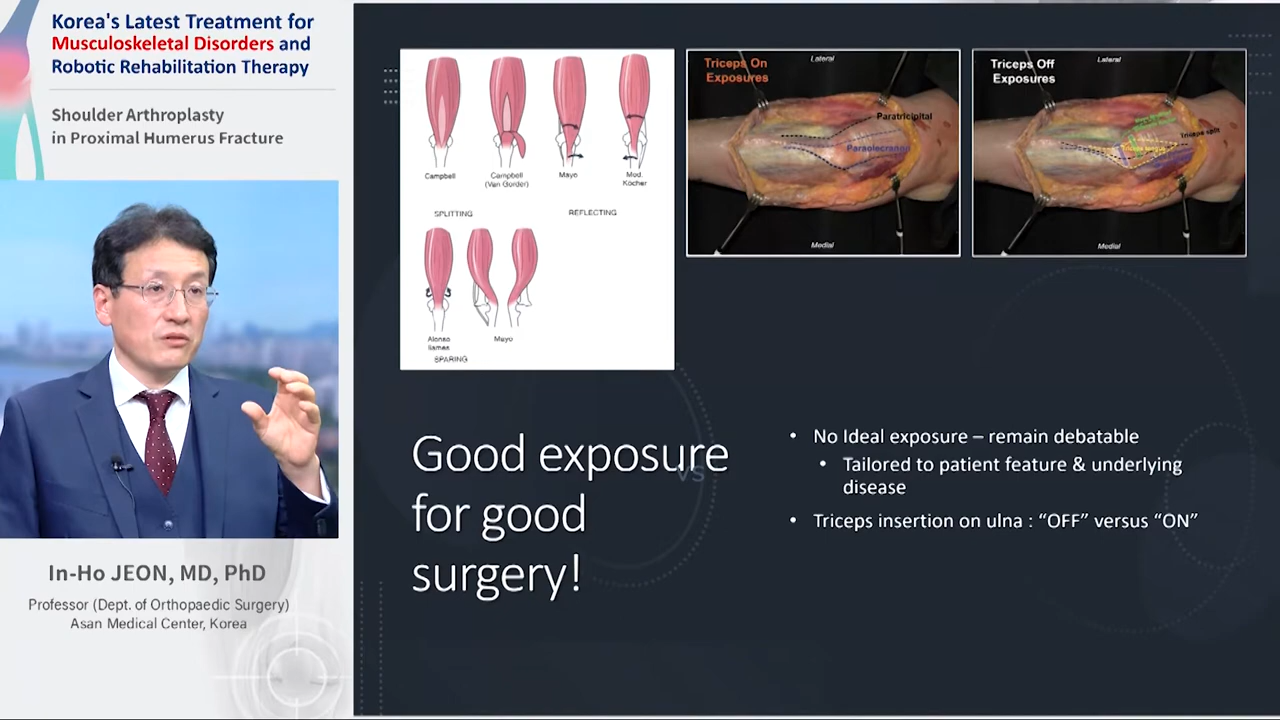 Korea's Latest Treatment for
Musculoskeletal Disorders and
Robotic Rehabilitation Therapy
Shoulder Arthroplasty
in Proximal Humerus Fracture
In-Ho JEON, MD, PhD
Professor (Dept. of Orthopaedic Surgery)
Asan Medical Center, Korea
Campbell
Campbell
(Van Gorder)
Mayo
Mod.
Kocher
SPLITTING
REFLECTING
Alonso
llames
Mayo
SPARING
Triceps On
Exposures
Lateral
Paratricipital
Paraolecranon
Medial
Triceps Off
Exposures
Lateral
Triceps split
Medial
Good exposure
for good
surgery!
VS
• No Ideal exposure – remain debatable
• Tailored to patient feature & underlying
disease
• Triceps insertion on ulna : “OFF” versus “ON”